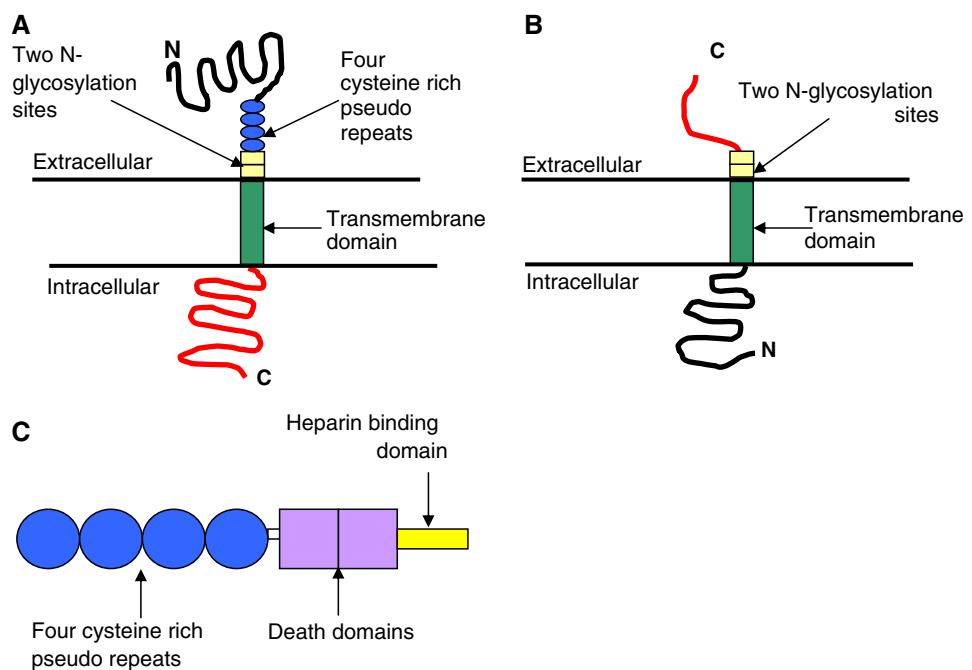 A
Two N-
glycosylation
sites
N
Four
cysteine rich
pseudo
repeats
Extracellular
Transmembrane
domain
Intracellular
C
B
C
Two N-glycosylation
sites
Extracellular
Transmembrane
domain
Intracellular
N
C
Heparin binding
domain
Four cysteine rich
pseudo repeats
Death domains